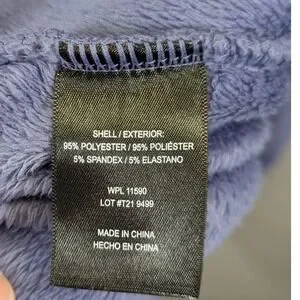 SHELL / EXTERIOR:
95% POLYESTER / 95% POLIÉSTER
5% SPANDEX / 5% ELASTANO
WPL 11590
LOT #T21 9499
MADE IN CHINA
HECHO EN CHINA